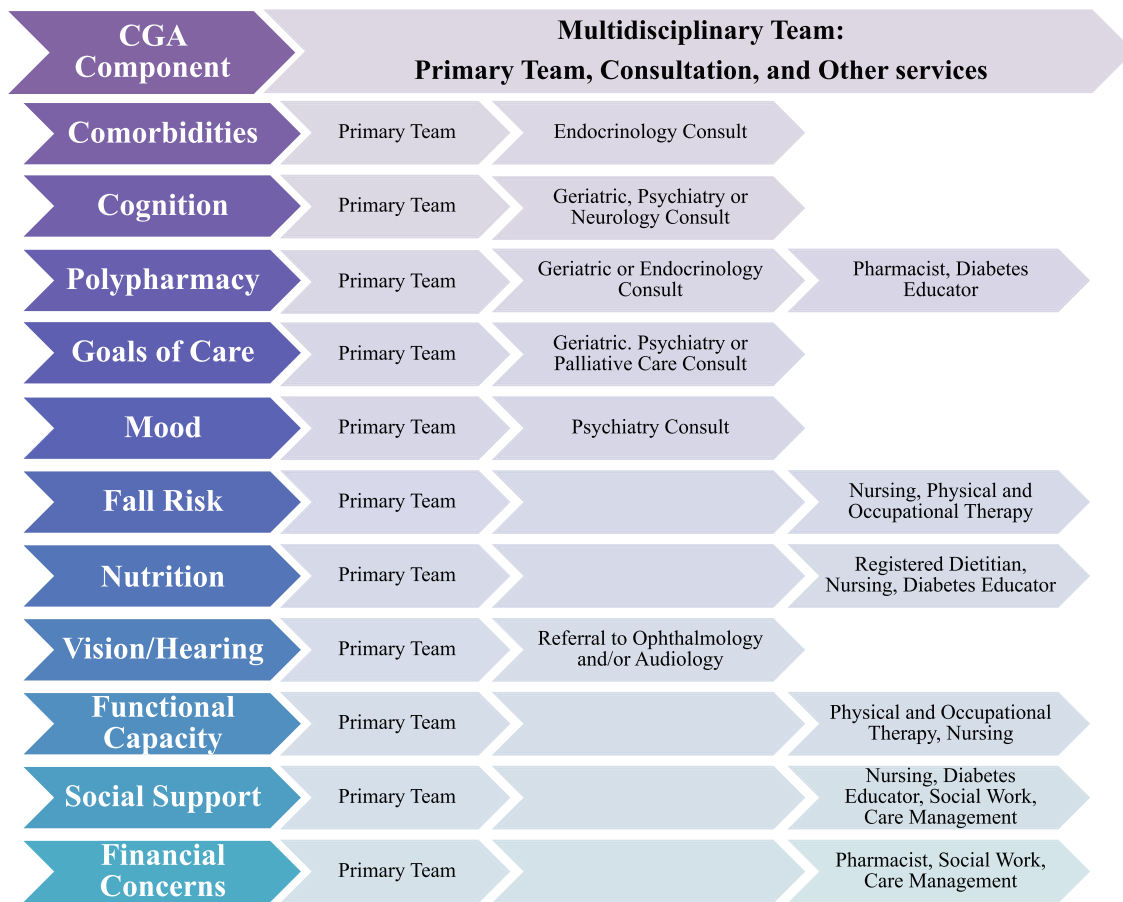 CGA
Component
Multidisciplinary Team:
Primary Team, Consultation, and Other services
Comorbidities
Primary Team
Endocrinology Consult
Cognition
Primary Team
Geriatric, Psychiatry or
Neurology Consult
Polypharmacy
Primary Team
Geriatric or Endocrinology
Consult
Pharmacist, Diabetes
Educator
Goals of Care
Primary Team
Geriatric. Psychiatry or
Palliative Care Consult
Mood
Primary Team
Psychiatry Consult
Fall Risk
Primary Team
Nursing, Physical and
Occupational Therapy
Nutrition
Primary Team
Registered Dietitian,
Nursing, Diabetes Educator
Vision/Hearing
Primary Team
Referral to Ophthalmology
and/or Audiology
Functional
Capacity
Primary Team
Physical and Occupational
Therapy, Nursing
Social Support
Primary Team
Nursing, Diabetes
Educator, Social Work,
Care Management
Financial
Concerns
Primary Team
Pharmacist, Social Work,
Care Management